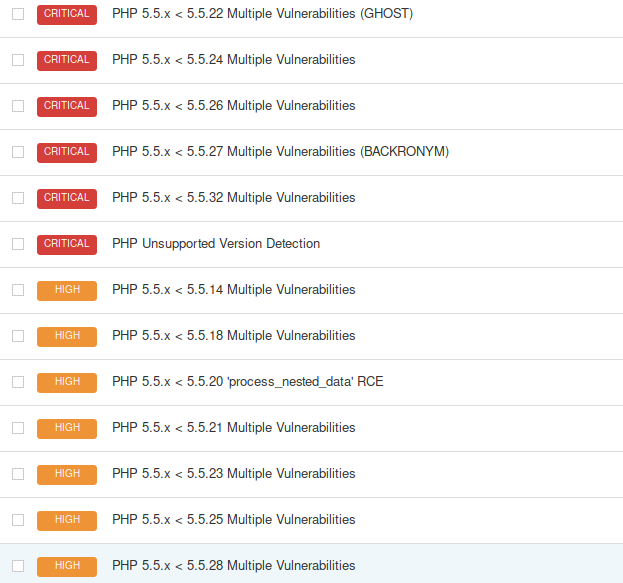 CRITICAL PHP 5.5.x < 5.5.22 Multiple Vulnerabilities (GHOST)
CRITICAL PHP 5.5.x < 5.5.24 Multiple Vulnerabilities
CRITICAL PHP 5.5.x < 5.5.26 Multiple Vulnerabilities
CRITICAL PHP 5.5.x < 5.5.27 Multiple Vulnerabilities (BACKRONYM)
CRITICAL PHP 5.5.x < 5.5.32 Multiple Vulnerabilities
CRITICAL PHP Unsupported Version Detection
HIGH PHP 5.5.x < 5.5.14 Multiple Vulnerabilities
HIGH PHP 5.5.x < 5.5.18 Multiple Vulnerabilities
HIGH PHP 5.5.x < 5.5.20 'process_nested_data' RCE
HIGH PHP 5.5.x < 5.5.21 Multiple Vulnerabilities
HIGH PHP 5.5.x < 5.5.23 Multiple Vulnerabilities
HIGH PHP 5.5.x < 5.5.25 Multiple Vulnerabilities
HIGH PHP 5.5.x < 5.5.28 Multiple Vulnerabilities